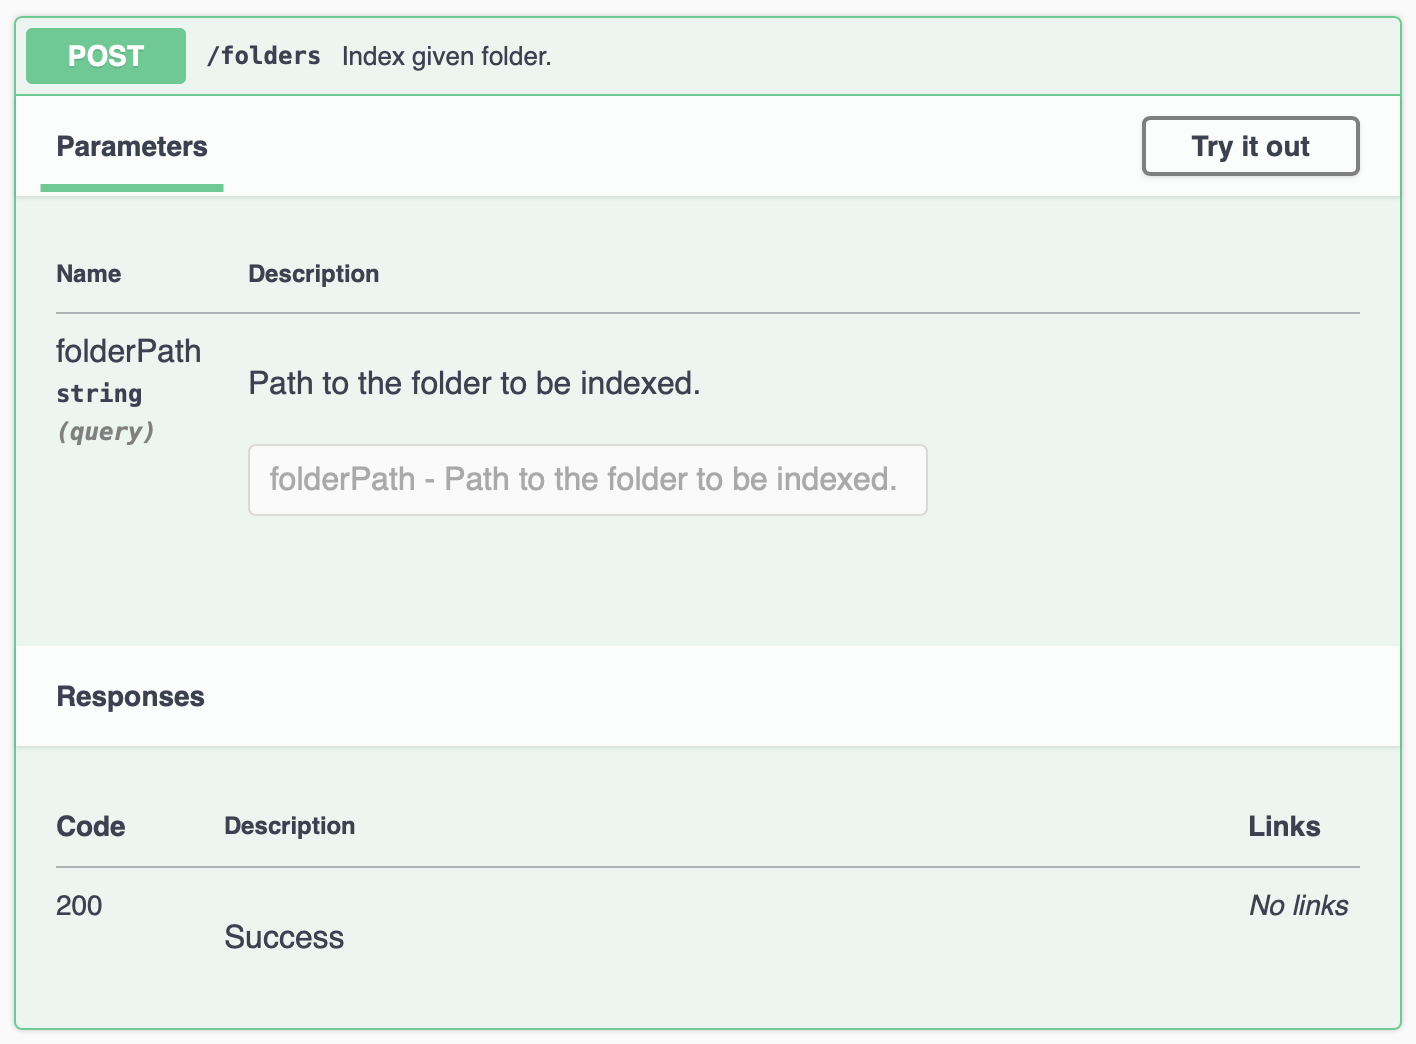 POST /folders Index given folder.
Parameters Try it out
Name Description
folderPath
string
(query)
Path to the folder to be indexed.
folderPath - Path to the folder to be indexed.
Responses
Code Description Links
200 No links
Success